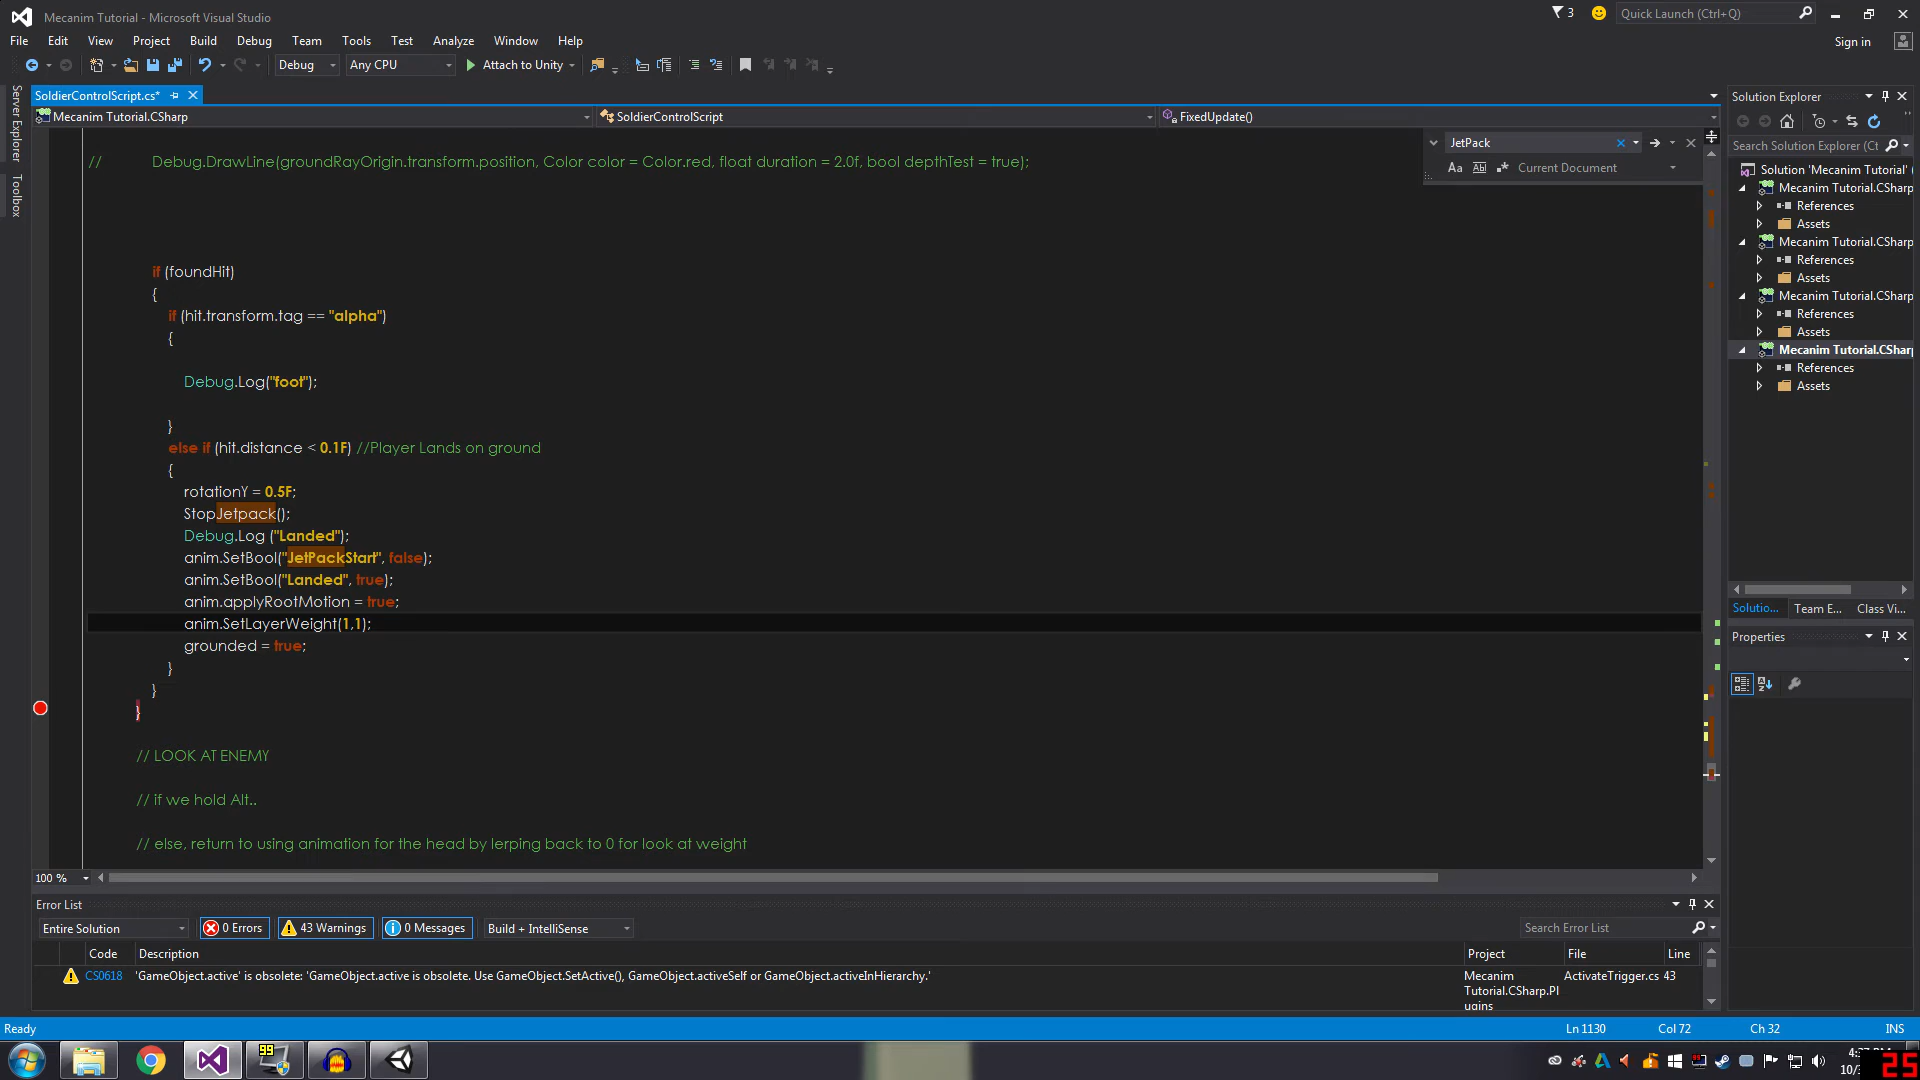 Mecanim Tutorial - Microsoft Visual Studio
3
Quick Launch (Ctrl+Q)
File Edit View Project Build Debug Team Tools Test Analyze Window Help
Sign in
Debug Any CPU Attach to Unity
Server Explorer
Toolbox
SoldierControlScript.cs*
Mecanim Tutorial.CSharp SoldierControlScript FixedUpdate()
JetPack
Aa Ab Current Document
// Debug.DrawLine(groundRayOrigin.transform.position, Color color = Color.red, float duration = 2.0f, bool depthTest = true);
if (foundHit)
{
if (hit.transform.tag == "alpha")
{
Debug.Log("foot");
}
else if (hit.distance < 0.1F) //Player Lands on ground
{
rotationY = 0.5F;
StopJetpack();
Debug.Log ("Landed");
anim.SetBool("JetPackStart", false);
anim.SetBool("Landed", true);
anim.applyRootMotion = true;
anim.SetLayerWeight(1,1);
grounded = true;
}
}
}
// LOOK AT ENEMY
// if we hold Alt..
// else, return to using animation for the head by lerping back to 0 for look at weight
100 %
Solution Explorer
Search Solution Explorer (Ct
Solution 'Mecanim Tutorial' (
Mecanim Tutorial.CSharp
References
Assets
Mecanim Tutorial.CSharp
References
Assets
Mecanim Tutorial.CSharp
References
Assets
Mecanim Tutorial.CSharp
References
Assets
Solutio... Team E... Class Vi...
Properties
Error List
Entire Solution 0 Errors 43 Warnings 0 Messages Build + IntelliSense Search Error List
Code Description Project File Line
CS0618 'GameObject.active' is obsolete: 'GameObject.active is obsolete. Use GameObject.SetActive(), GameObject.activeSelf or GameObject.activeInHierarchy.' Mecanim Tutorial.CSharp.Pl ugins ActivateTrigger.cs 43
Ready Ln 1130 Col 72 Ch 32 INS
99
25